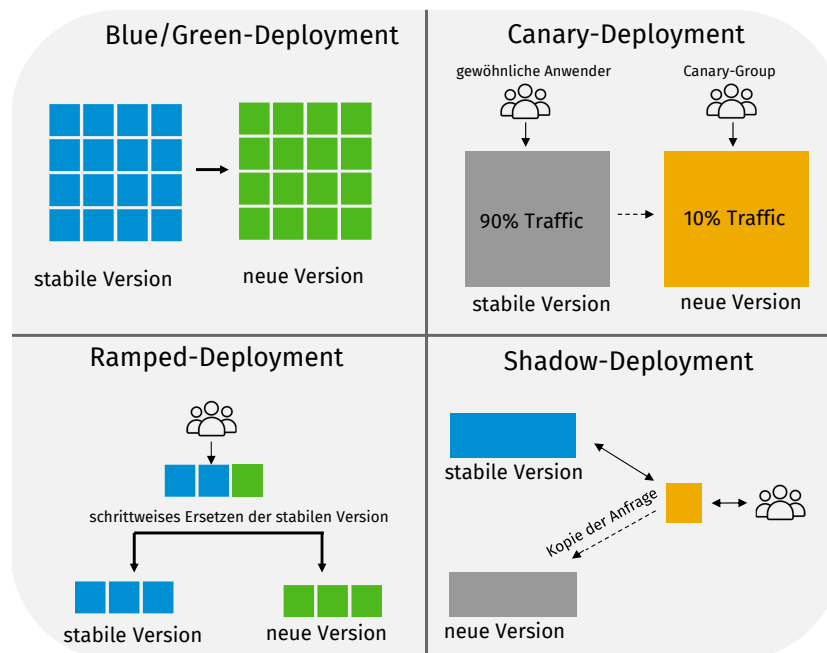 Blue/Green-Deployment
stabile Version
neue Version
Canary-Deployment
gewöhnliche Anwender
Canary-Group
90% Traffic
10% Traffic
stabile Version
neue Version
Ramped-Deployment
schrittweises Ersetzen der stabilen Version
stabile Version
neue Version
Shadow-Deployment
stabile Version
Kopie der Anfrage
neue Version